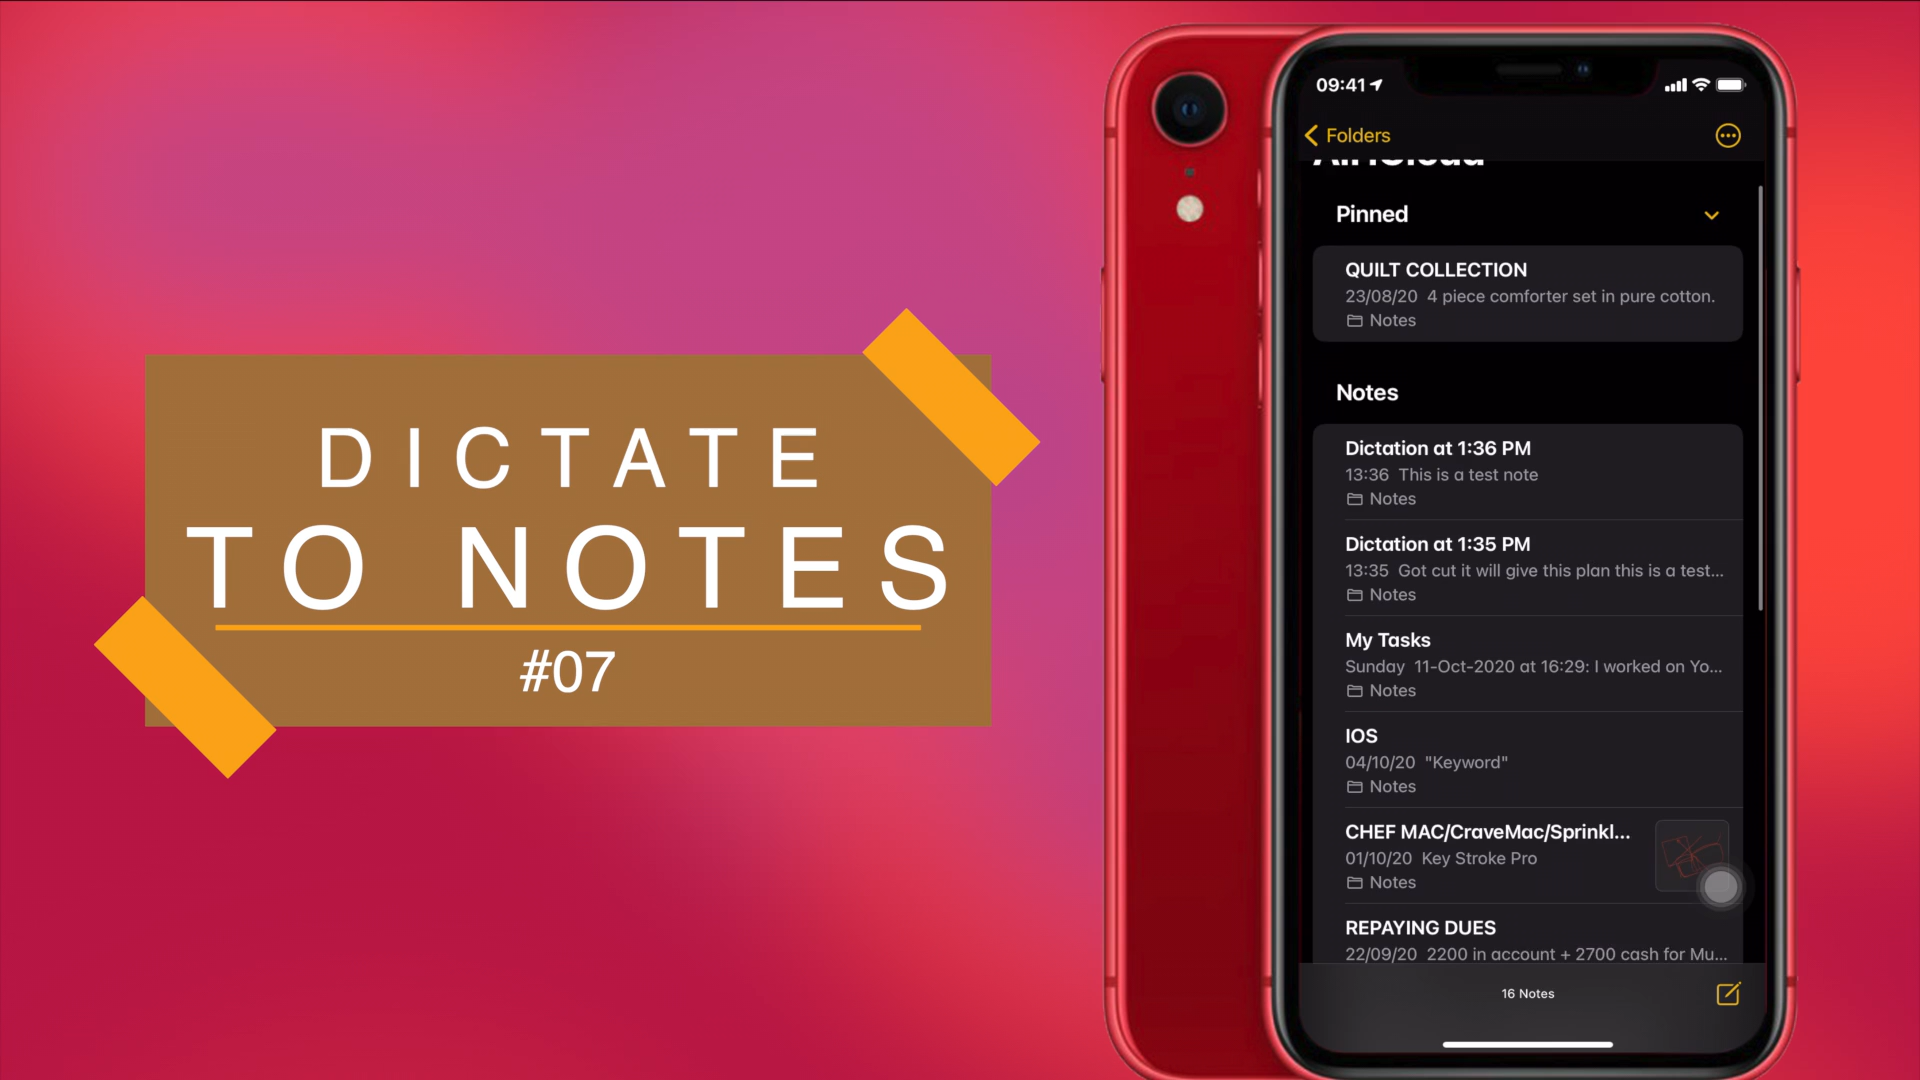 DICTATE
TO NOTES
#07
09:41
Folders
Pinned
QUILT COLLECTION
23/08/20 4 piece comforter set in pure cotton.
Notes
Notes
Dictation at 1:36 PM
13:36 This is a test note
Notes
Dictation at 1:35 PM
13:35 Got cut it will give this plan this is a test...
Notes
My Tasks
Sunday 11-Oct-2020 at 16:29: I worked on Yo...
Notes
IOS
04/10/20 "Keyword"
Notes
CHEF MAC/CraveMac/Sprinkl...
01/10/20 Key Stroke Pro
Notes
REPAYING DUES
22/09/20 2200 in account + 2700 cash for Mu...
16 Notes